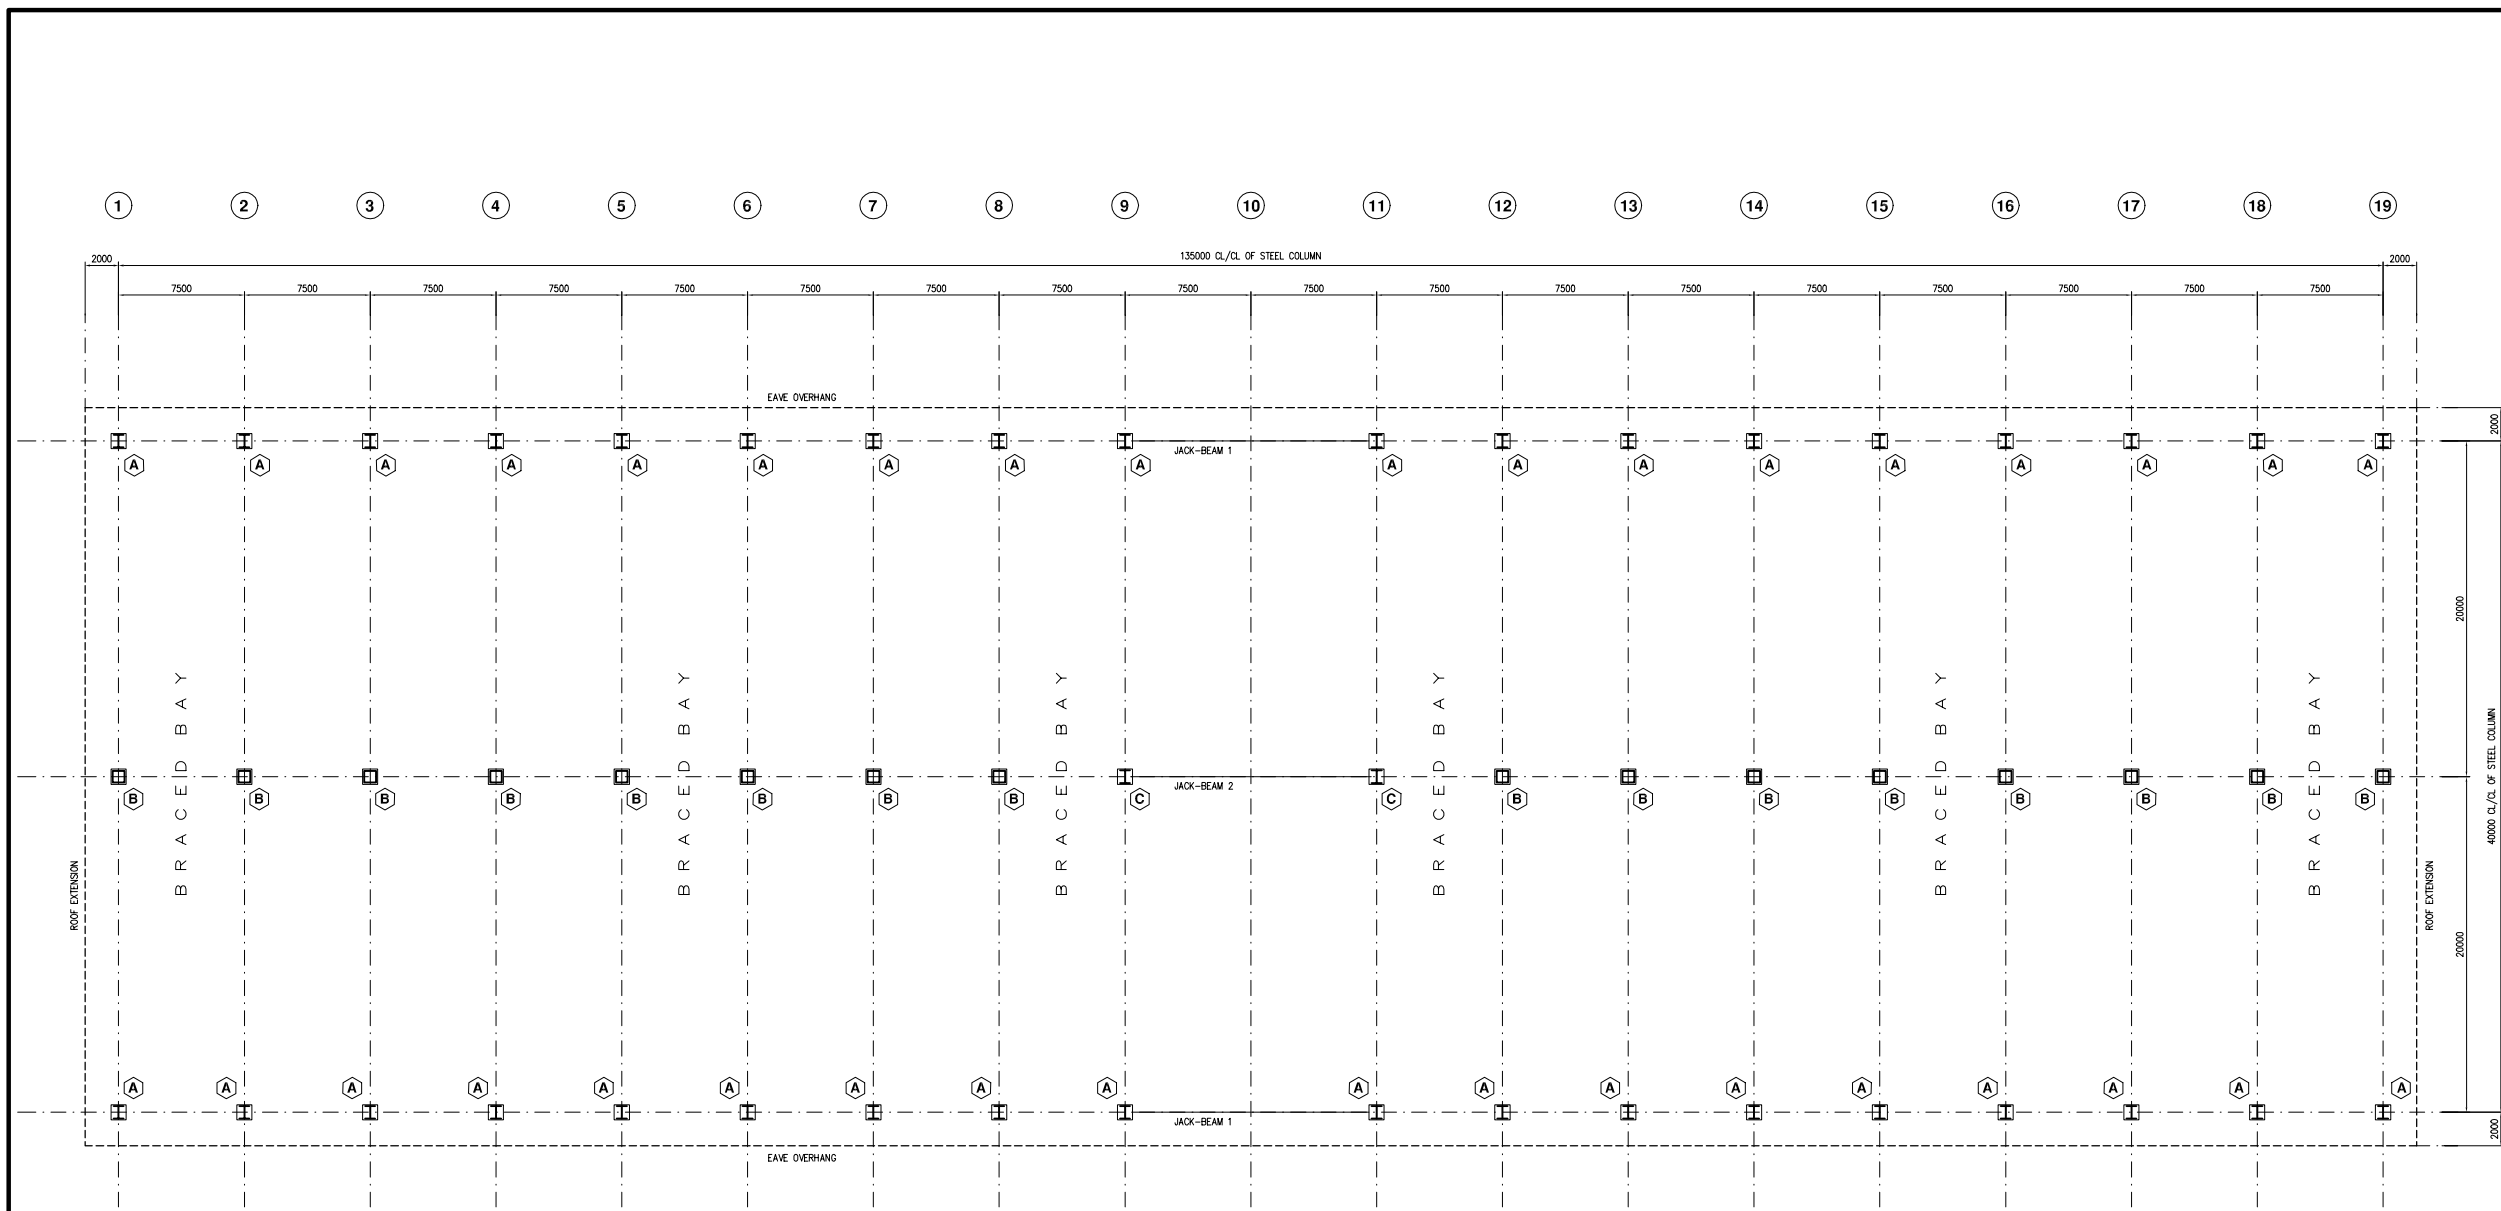 1 2 3 4 5 6 7 8 9 10 11 12 13 14 15 16 17 18 19
2000 135000 CL/CL OF STEEL COLUMN 2000
7500 7500 7500 7500 7500 7500 7500 7500 7500 7500 7500 7500 7500 7500 7500 7500 7500 7500
EAVE OVERHANG
2000
JACK-BEAM 1
A A A A A A A A A A A A A A A A A A
20000
BRACED BAY
BRACED BAY
BRACED BAY
BRACED BAY
BRACED BAY
BRACED BAY
40000 CL/CL OF STEEL COLUMN
JACK-BEAM 2
B B B B B B B B C C B B B B B B B B
ROOF EXTENSION
ROOF EXTENSION
20000
A A A A A A A A A A A A A A A A A A
JACK-BEAM 1
2000
EAVE OVERHANG